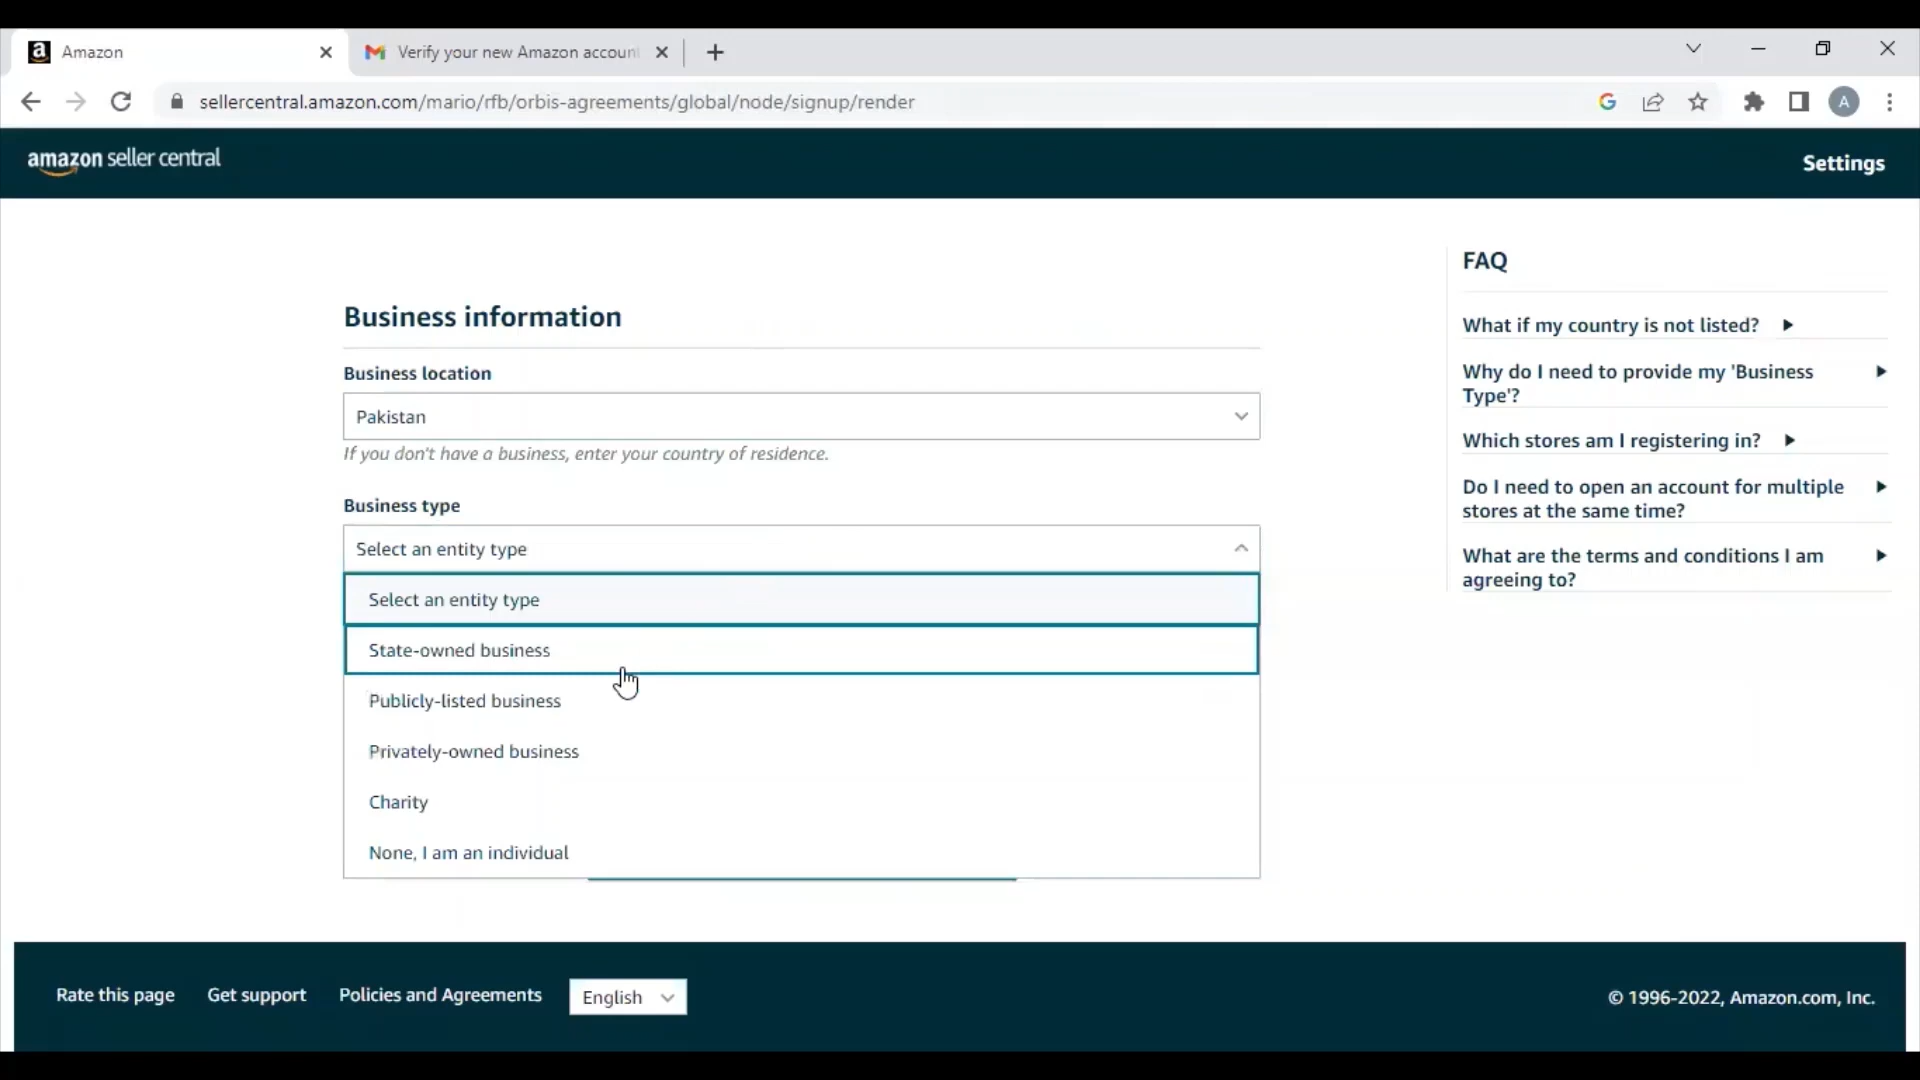 Amazon
Verify your new Amazon accoun
sellercentral.amazon.com/mario/rfb/orbis-agreements/global/node/signup/render
A
amazon seller central
Settings
Business information
Business location
Pakistan
If you don't have a business, enter your country of residence.
Business type
Select an entity type
Select an entity type
State-owned business
Publicly-listed business
Privately-owned business
Charity
None, I am an individual
FAQ
What if my country is not listed?
Why do I need to provide my 'Business
Type'?
Which stores am I registering in?
Do I need to open an account for multiple
stores at the same time?
What are the terms and conditions I am
agreeing to?
Rate this page
Get support
Policies and Agreements
English
© 1996-2022, Amazon.com, Inc.